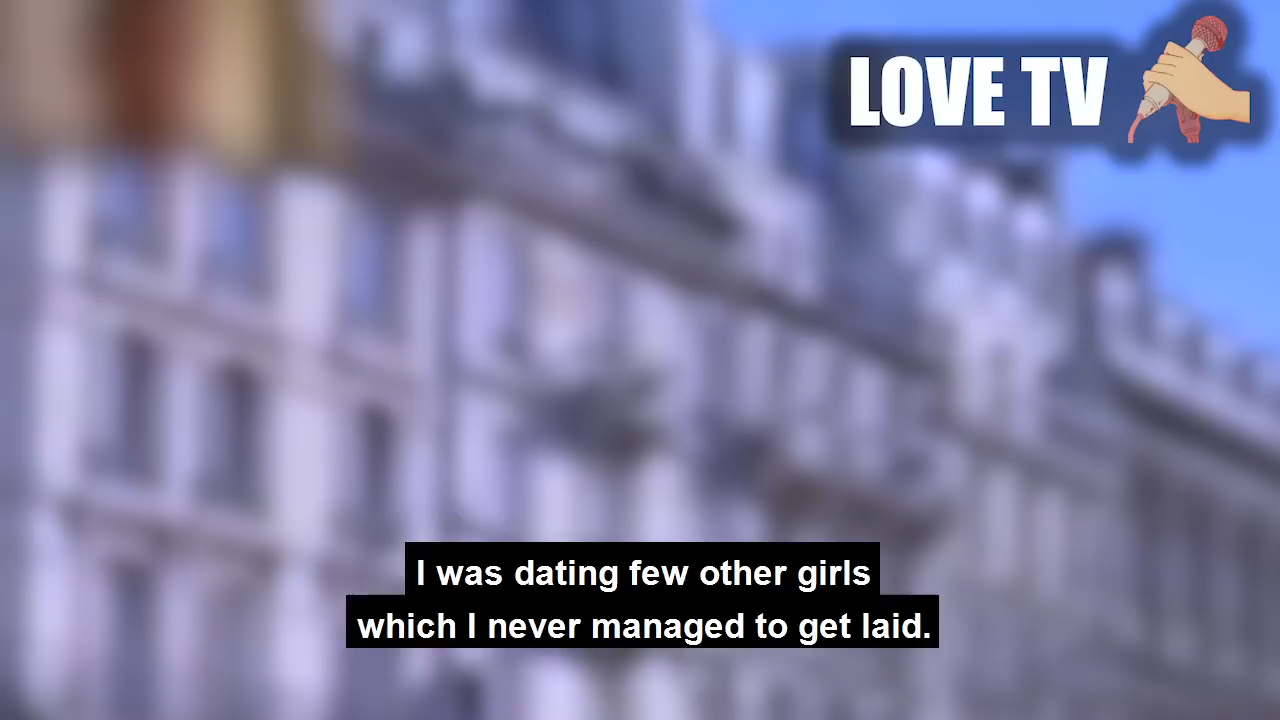 LOVE TV
I was dating few other girls
which I never managed to get laid.